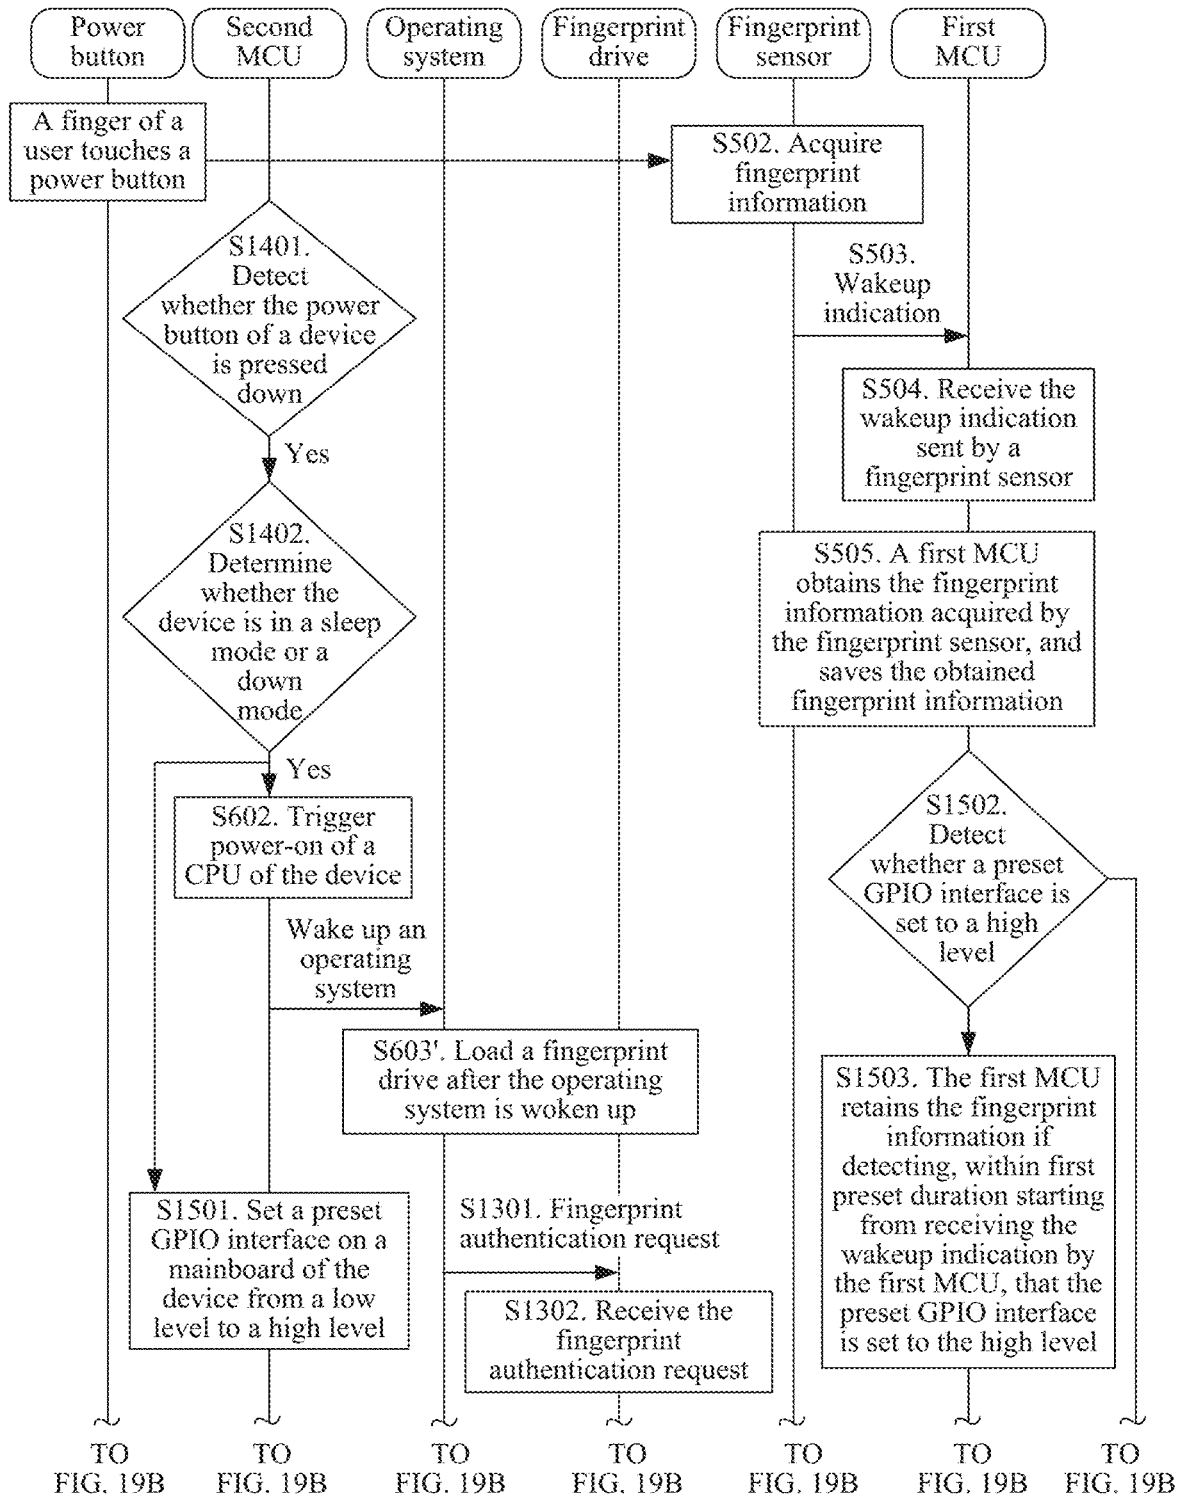 Power
button
Second
MCU
Operating
system
Fingerprint
drive
Fingerprint
sensor
First
MCU
A finger of a
user touches a
power button
S502. Acquire
fingerprint
information
S1401.
Detect
whether the power
button of a device
is pressed
down
S503.
Wakeup
indication
S504. Receive the
wakeup indication
sent by a
fingerprint sensor
Yes
S1402.
Determine
whether the
device is in a sleep
mode or a
down
mode
S505. A first MCU
obtains the fingerprint
information acquired by
the fingerprint sensor, and
saves the obtained
fingerprint information
Yes
S602. Trigger
power-on of a
CPU of the device
S1502.
Detect
whether a preset
GPIO interface is
set to a high
level
Wake up an
operating
system
S603'. Load a fingerprint
drive after the operating
system is woken up
S1503. The first MCU
retains the fingerprint
information if
detecting, within first
preset duration starting
from receiving the
wakeup indication by
the first MCU, that the
preset GPIO interface
is set to the high level
S1501. Set a preset
GPIO interface on a
mainboard of the
device from a low
level to a high level
S1301. Fingerprint
authentication request
S1302. Receive the
fingerprint
authentication request
TO
FIG. 19B
TO
FIG. 19B
TO
FIG. 19B
TO
FIG. 19B
TO
FIG. 19B
TO
FIG. 19B
TO
FIG. 19B